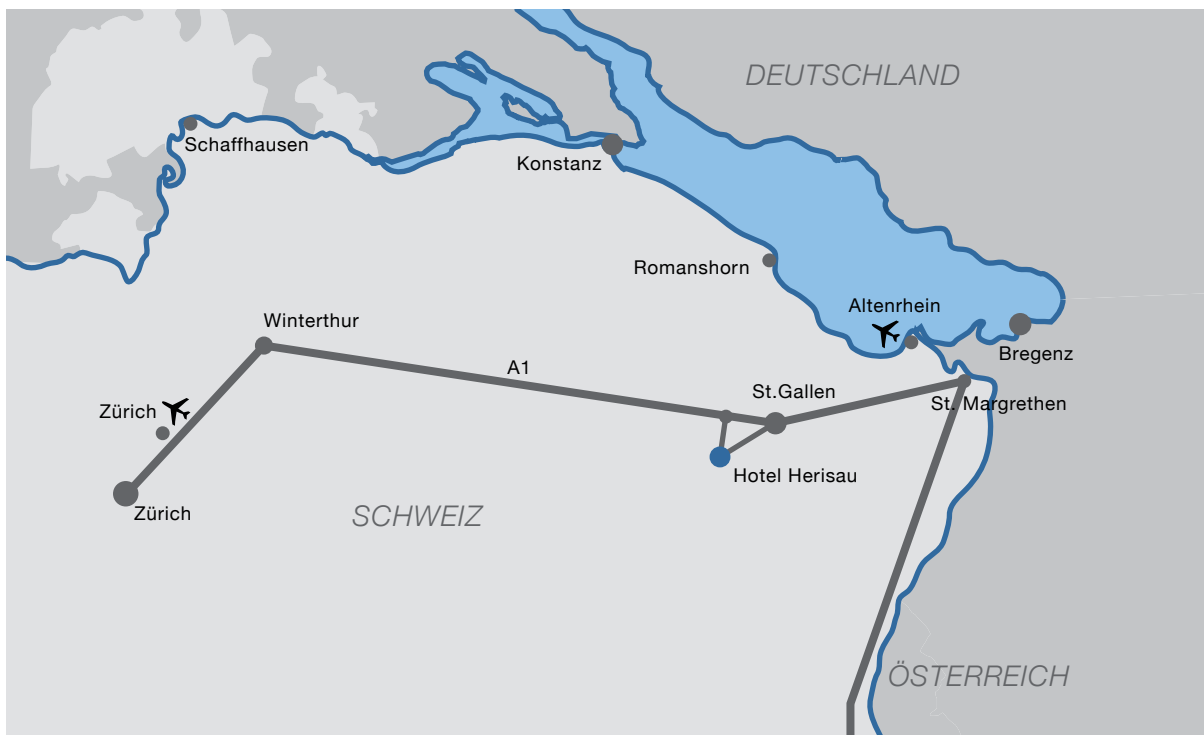 DEUTSCHLAND
Schaffhausen
Konstanz
Romanshorn
Altenrhein
Winterthur
Bregenz
A1
St.Gallen
St. Margrethen
Zürich
Hotel Herisau
Zürich
SCHWEIZ
ÖSTERREICH